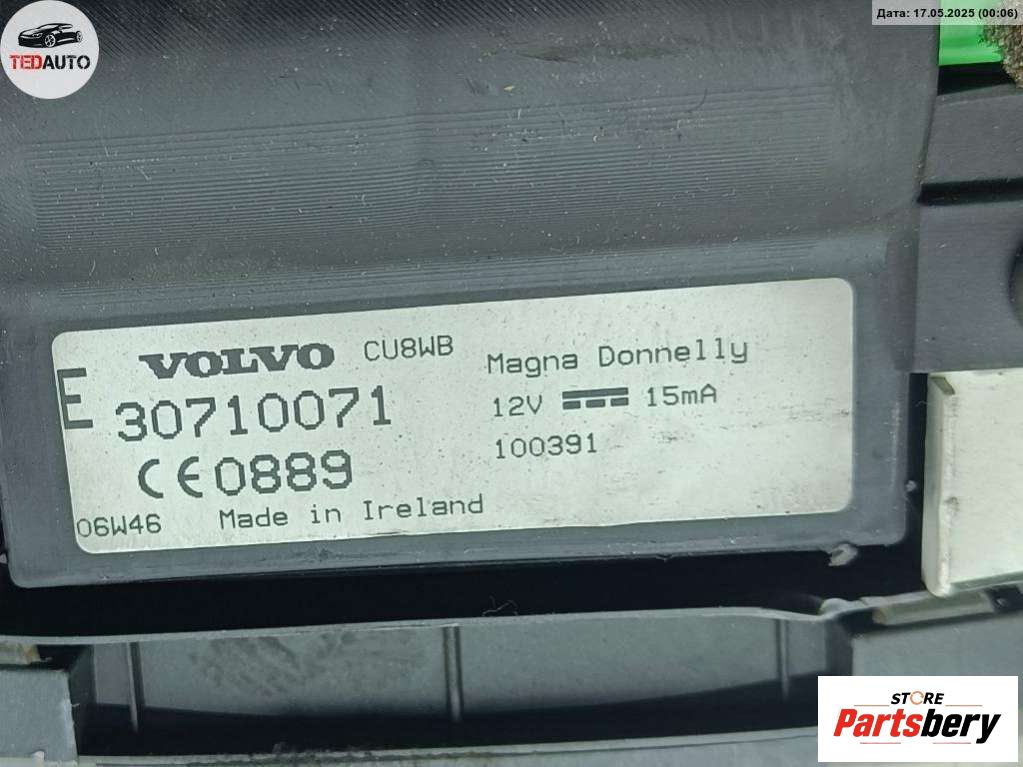 TEDAUTO
Дата: 17.05.2025 (00:06)
VOLVO CU8WB
E 30710071
CE0889
06W46 Made in Ireland
Magna Donnelly
12V 15mA
100391
STORE
Partsbery